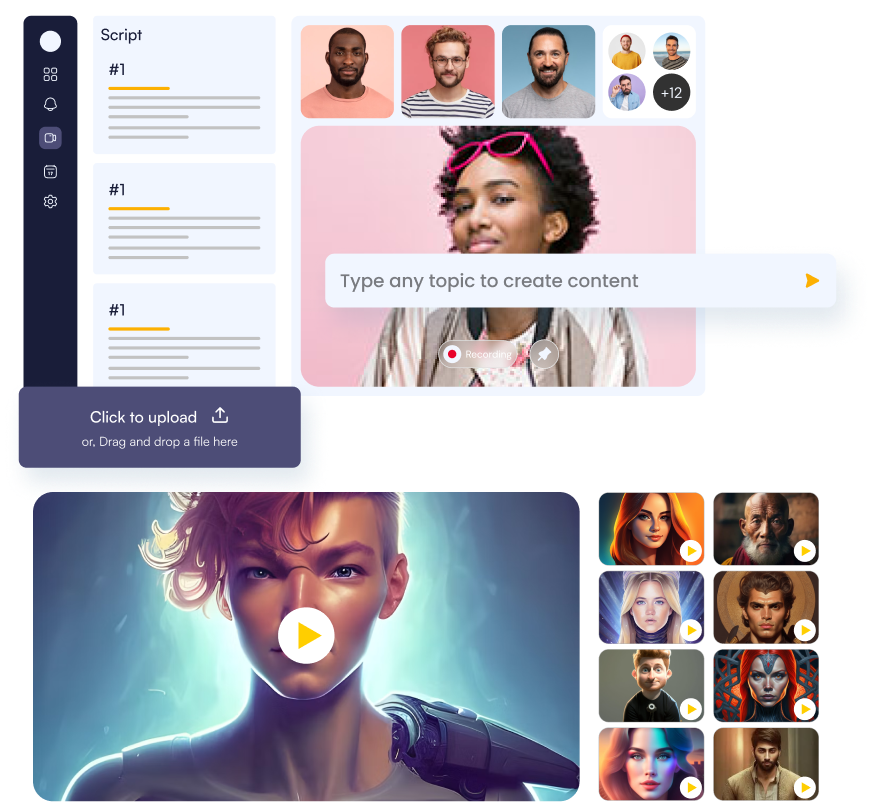 Script
#1
#1
#1
+12
Type any topic to create content
Recording
Click to upload
or, Drag and drop a file here